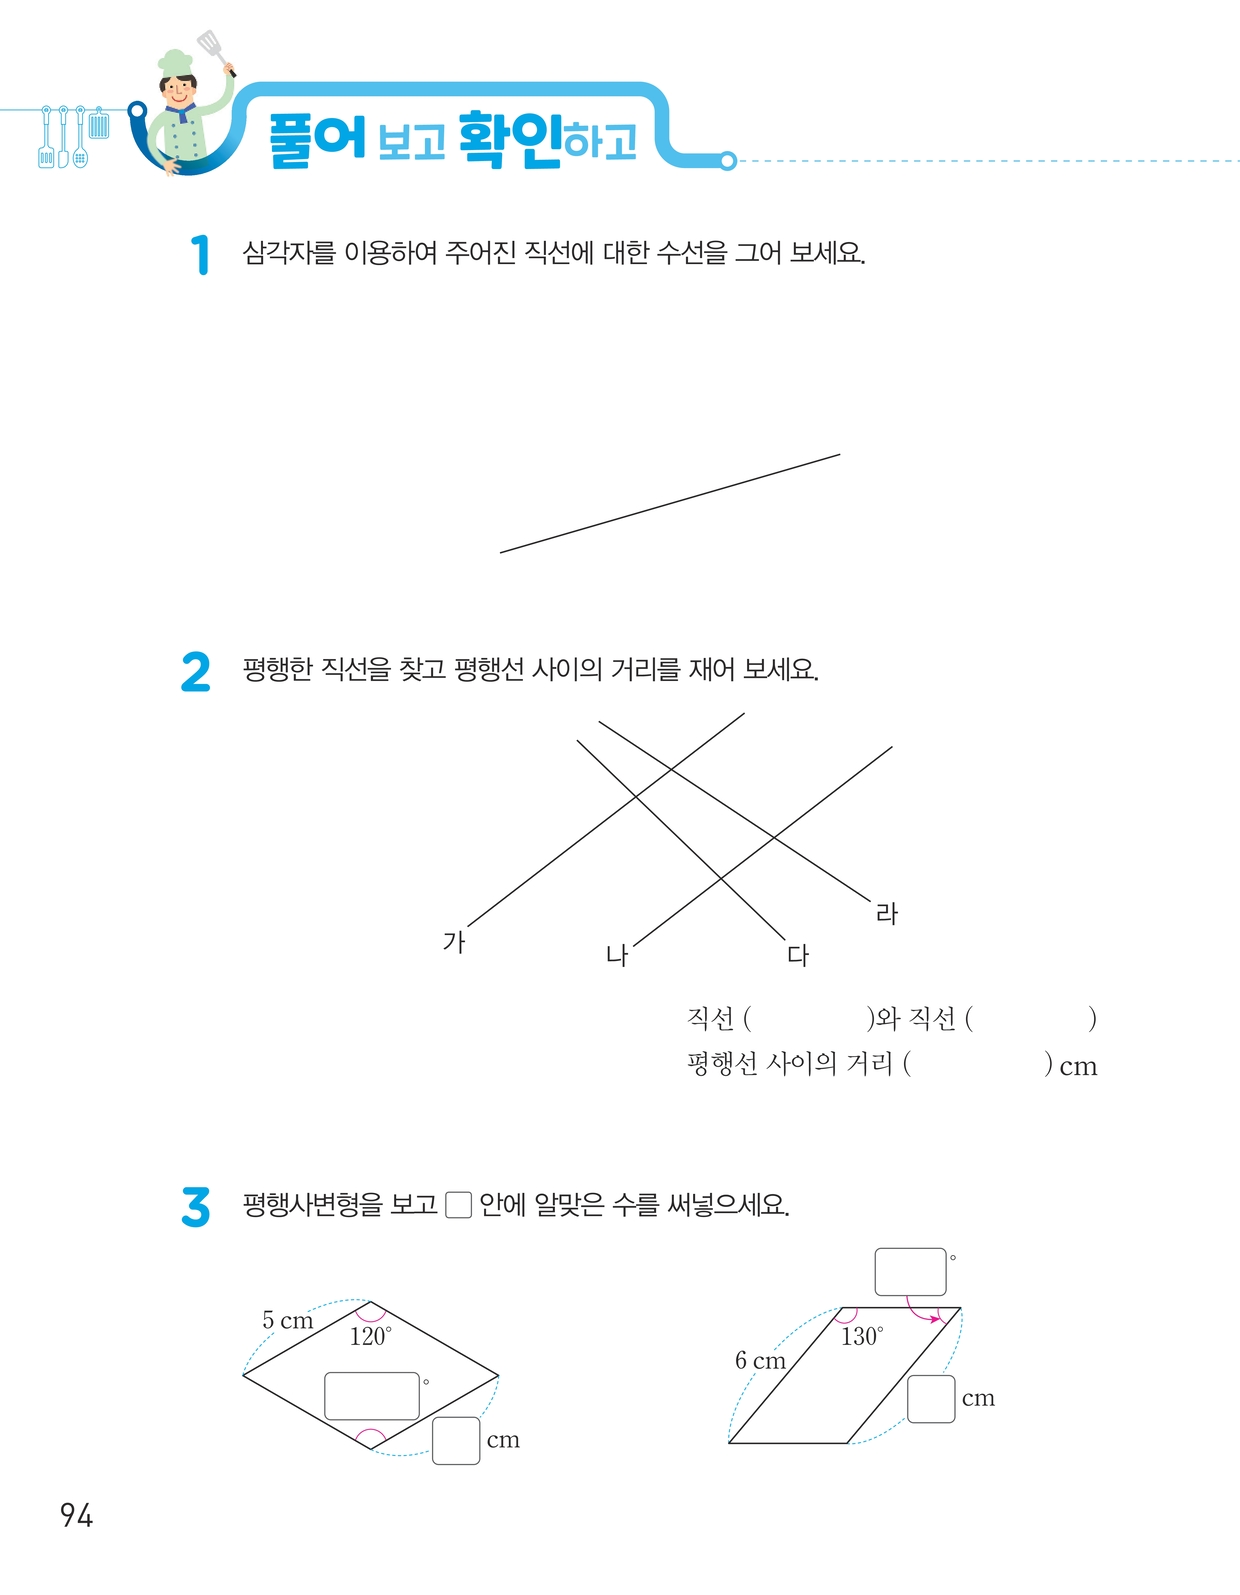 풀어 보고 확인하고
1 삼각자를 이용하여 주어진 직선에 대한 수선을 그어 보세요.
2 평행한 직선을 찾고 평행선 사이의 거리를 재어 보세요.
가
나
다
라
직선 ( )와 직선 ( )
평행선 사이의 거리 ( ) cm
3 평행사변형을 보고 □ 안에 알맞은 수를 써넣으세요.
5 cm
120°
°
cm
°
130°
6 cm
cm
94